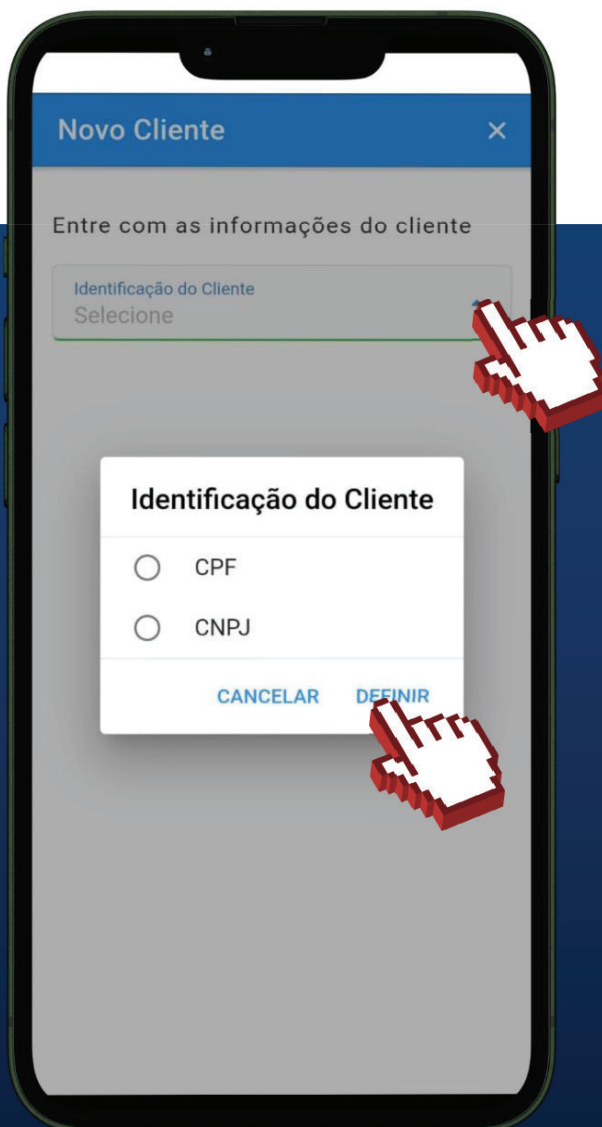 Novo Cliente
Entre com as informações do cliente
Identificação do Cliente
Selecione
Identificação do Cliente
CPF
CNPJ
CANCELAR DEFINIR